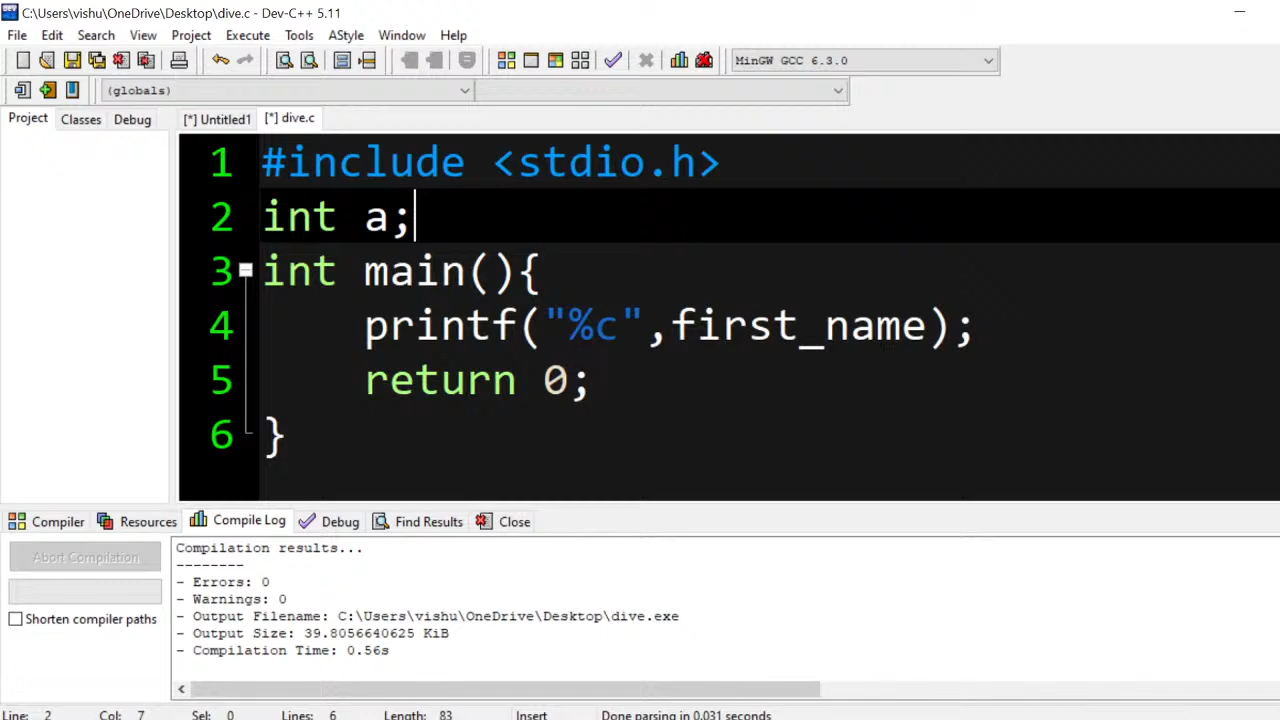 C:\Users\vishu\OneDrive\Desktop\dive.c - Dev-C++ 5.11
File Edit Search View Project Execute Tools AStyle Window Help
MinGW GCC 6.3.0
(globals)
Project Classes Debug
[*] Untitled1 [*] dive.c
1 #include <stdio.h>
2 int a;
3 int main(){
4 printf("%c",first_name);
5 return 0;
6 }
Compiler Resources Compile Log Debug Find Results Close
Abort Compilation
Shorten compiler paths
Compilation results...
--------
- Errors: 0
- Warnings: 0
- Output Filename: C:\Users\vishu\OneDrive\Desktop\dive.exe
- Output Size: 39.8056640625 KiB
- Compilation Time: 0.56s
Line: 2 Col: 7 Sel: 0 Lines: 6 Length: 83 Insert Done parsing in 0.031 seconds